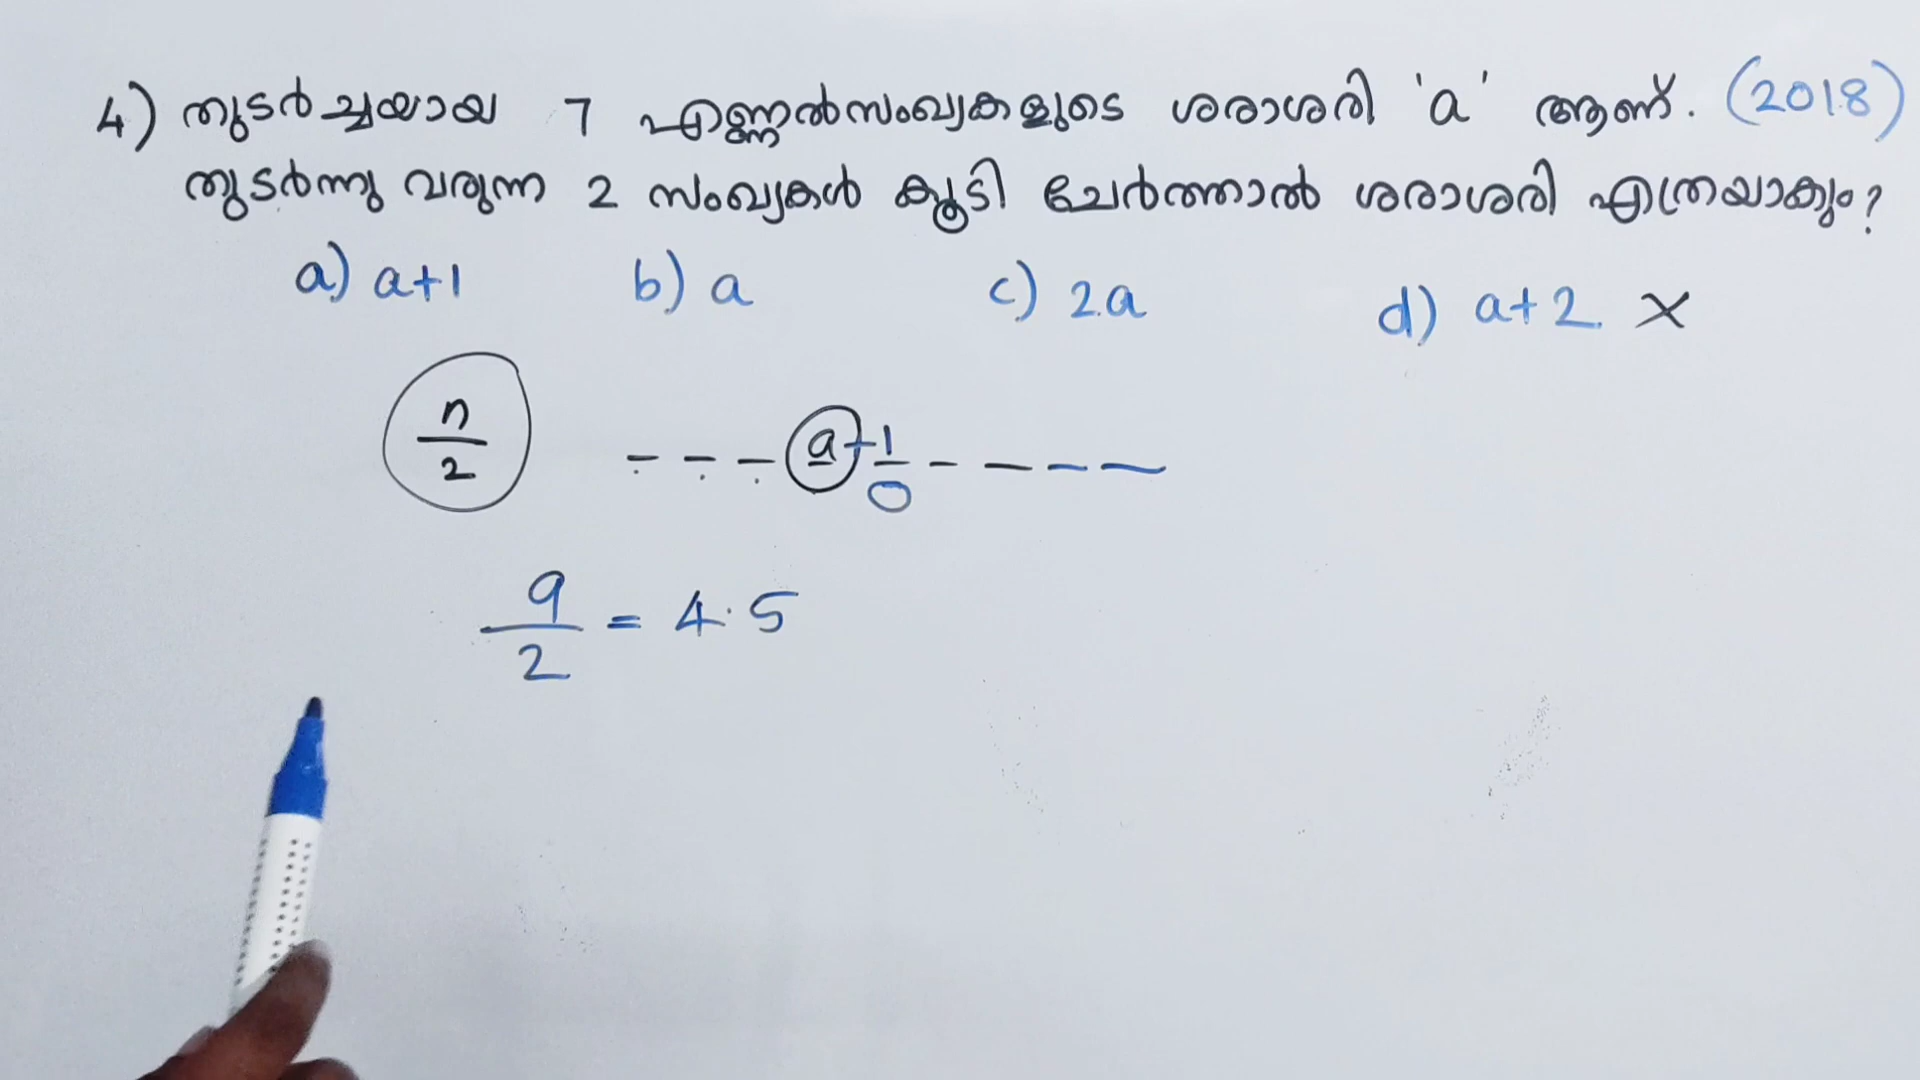 4) തുടർച്ചയായ 7 എണ്ണൽസംഖ്യകളുടെ ശരാശരി 'a' ആണ്. (2018)
തുടർന്നു വരുന്ന 2 സംഖ്യകൾ കൂടി ചേർത്താൽ ശരാശരി എത്രയാകും?
a) a+1 b) a c) 2a d) a+2 ×
n/2 _ _ _ a+1 _ _ _ _
0
9/2 = 4.5